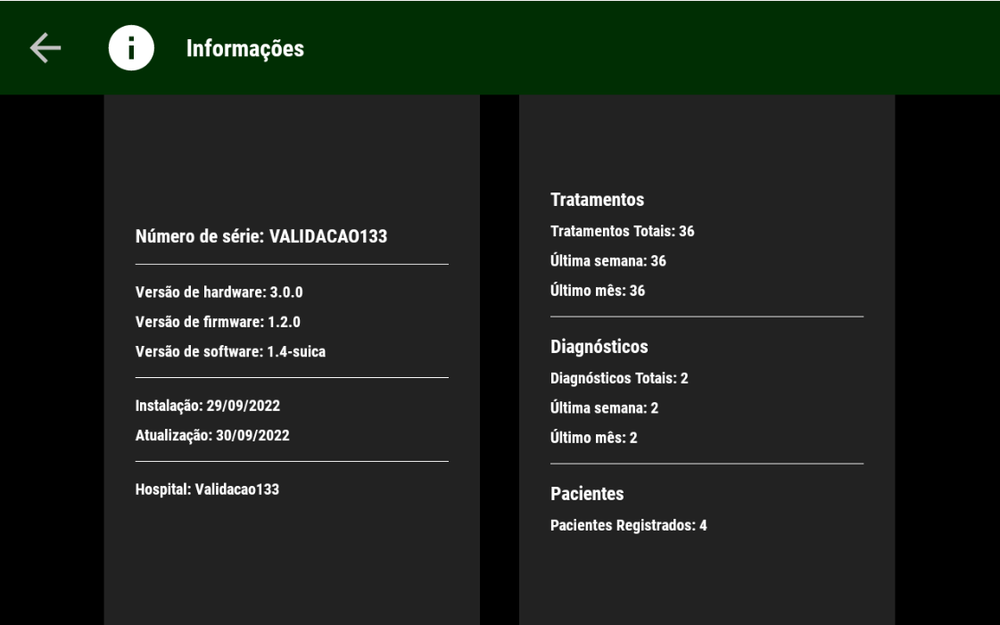 Informações
Número de série: VALIDACAO133
Versão de hardware: 3.0.0
Versão de firmware: 1.2.0
Versão de software: 1.4-suica
Instalação: 29/09/2022
Atualização: 30/09/2022
Hospital: Validacao133
Tratamentos
Tratamentos Totais: 36
Última semana: 36
Último mês: 36
Diagnósticos
Diagnósticos Totais: 2
Última semana: 2
Último mês: 2
Pacientes
Pacientes Registrados: 4